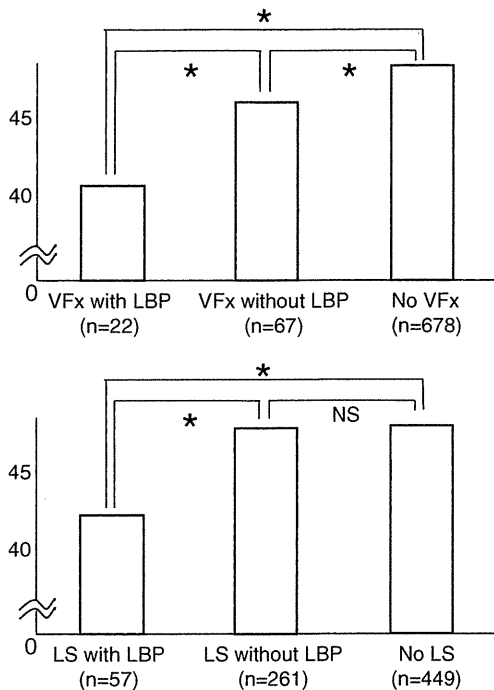 *
* *
45
40
0
VFx with LBP VFx without LBP No VFx
(n=22) (n=67) (n=678)
*
* NS
45
40
0
LS with LBP LS without LBP No LS
(n=57) (n=261) (n=449)